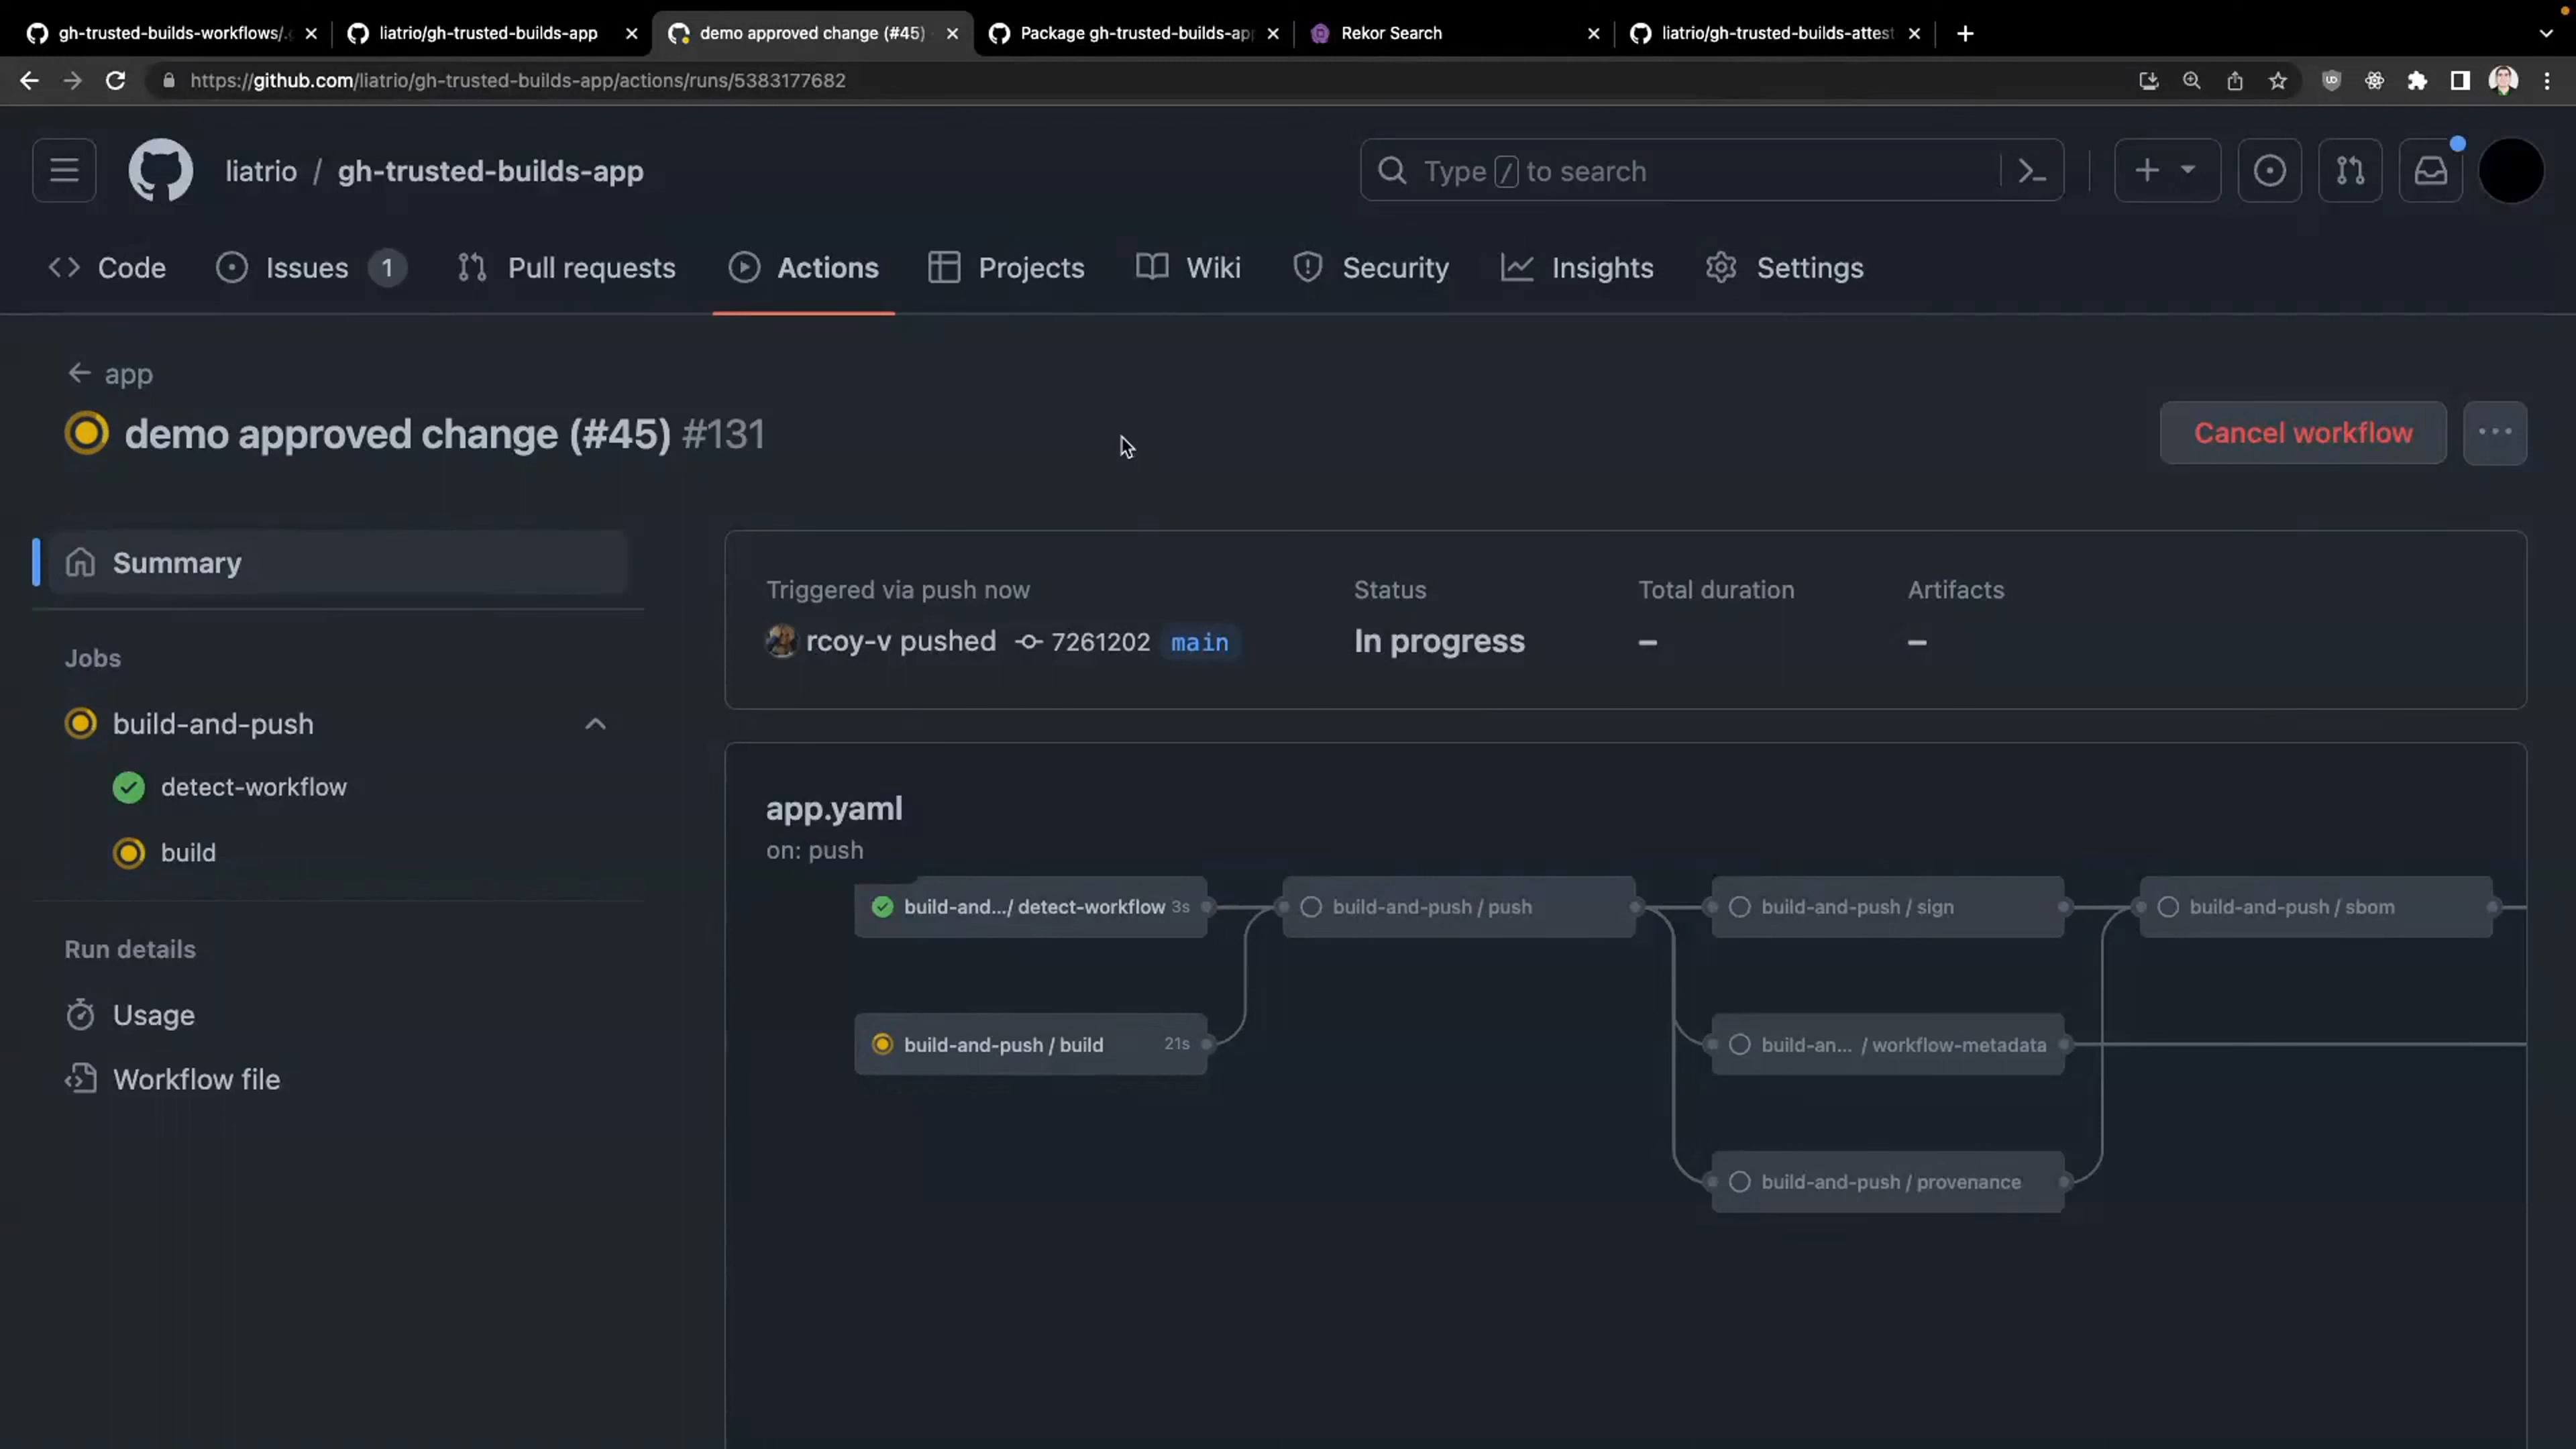 gh-trusted-builds-workflows/.g
liatrio/gh-trusted-builds-app
demo approved change (#45)
Package gh-trusted-builds-app
Rekor Search
liatrio/gh-trusted-builds-attest
https://github.com/liatrio/gh-trusted-builds-app/actions/runs/5383177682
liatrio / gh-trusted-builds-app
Type / to search
Code
Issues 1
Pull requests
Actions
Projects
Wiki
Security
Insights
Settings
← app
demo approved change (#45) #131
Cancel workflow
Summary
Jobs
build-and-push
detect-workflow
build
Run details
Usage
Workflow file
Triggered via push now
rcoy-v pushed 7261202 main
Status
In progress
Total duration
–
Artifacts
–
app.yaml
on: push
build-and.../ detect-workflow 3s
build-and-push / push
build-and-push / sign
build-and-push / sbom
build-and-push / build 21s
build-an... / workflow-metadata
build-and-push / provenance